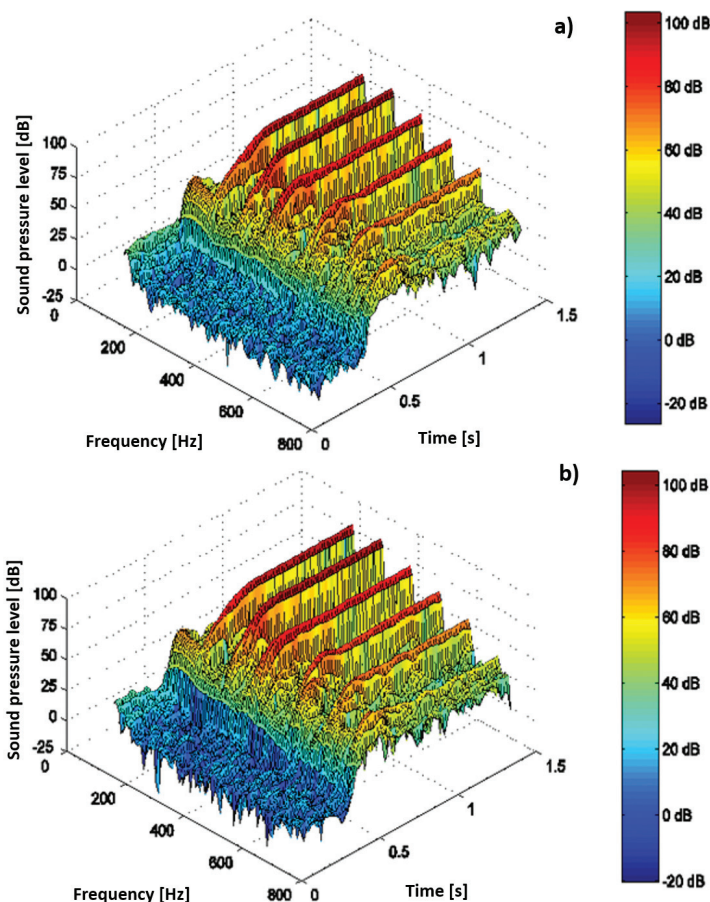 a)
100 dB
80 dB
60 dB
40 dB
20 dB
0 dB
-20 dB
Sound pressure level [dB]
100
75
50
25
0
-25
0
200
400
600
800
Frequency [Hz]
0
0.5
1
1.5
Time [s]
b)
100 dB
80 dB
60 dB
40 dB
20 dB
0 dB
-20 dB
Sound pressure level [dB]
100
75
50
25
0
-25
0
200
400
600
800
Frequency [Hz]
0
0.5
1
1.5
Time [s]